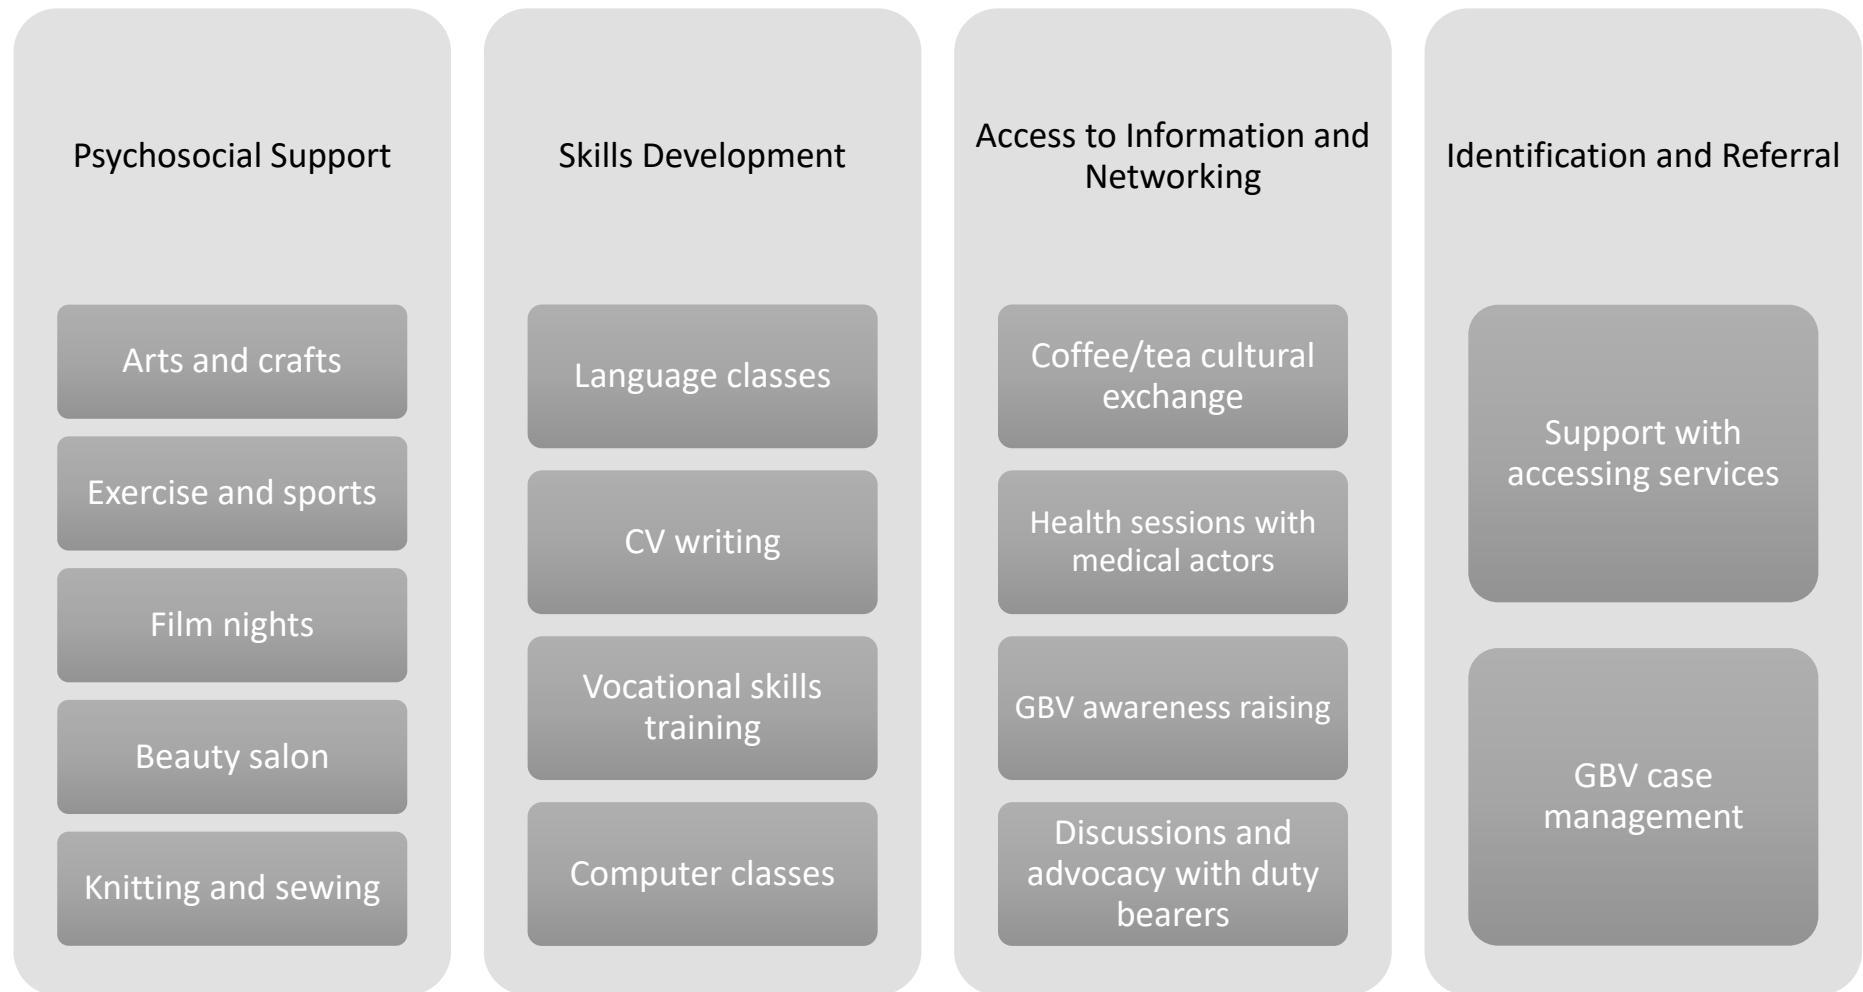 Psychosocial Support
Arts and crafts
Exercise and sports
Film nights
Beauty salon
Knitting and sewing
Skills Development
Language classes
CV writing
Vocational skills
training
Computer classes
Access to Information and
Networking
Coffee/tea cultural
exchange
Health sessions with
medical actors
GBV awareness raising
Discussions and
advocacy with duty
bearers
Identification and Referral
Support with
accessing services
GBV case
management